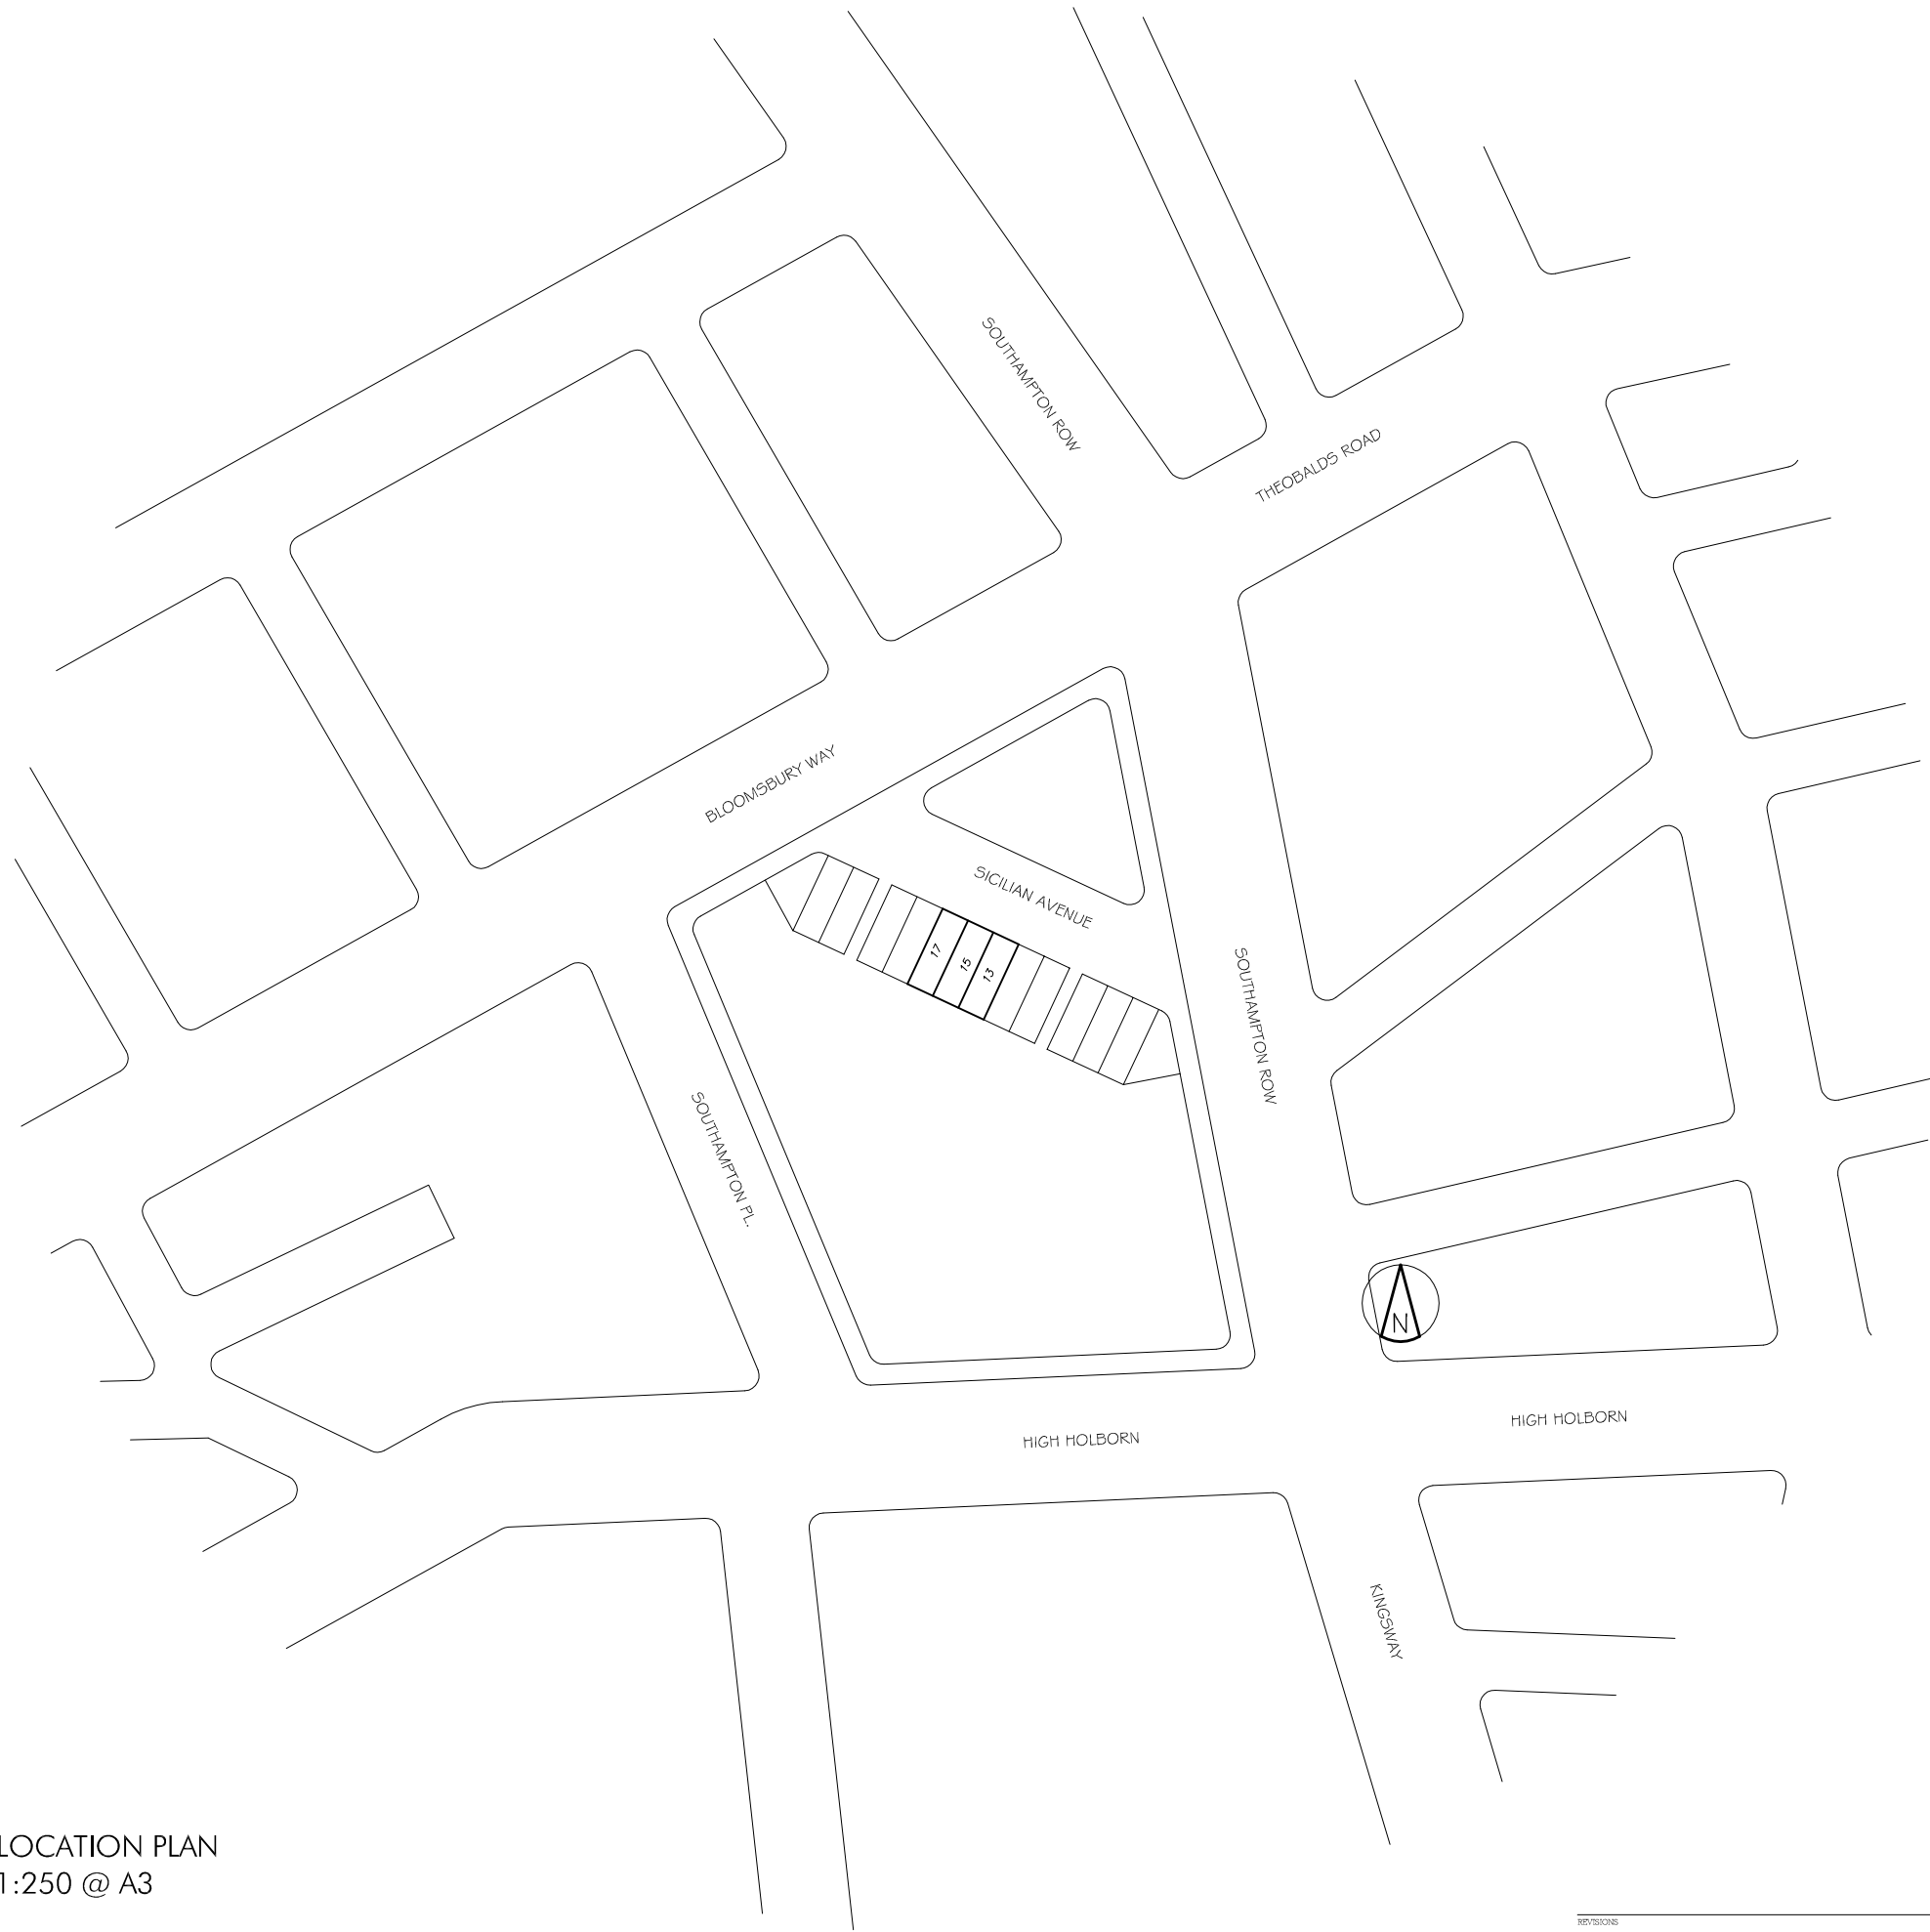 SOUTHAMPTON ROW
THEOBALDS ROAD
BLOOMSBURY WAY
SICILIAN AVENUE
17
15
13
SOUTHAMPTON ROW
SOUTHAMPTON PL.
N
HIGH HOLBORN
HIGH HOLBORN
KINGSWAY
LOCATION PLAN
1:250 @ A3
REVISIONS